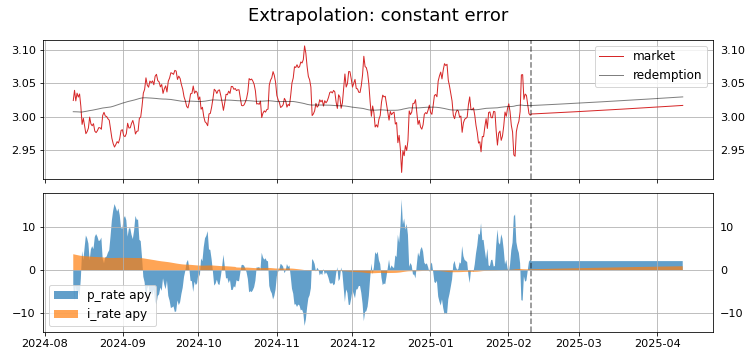 Extrapolation: constant error
3.10 3.10
3.05 3.05
3.00 3.00
2.95 2.95
market
redemption
10 10
0 0
−10 −10
p_rate apy
i_rate apy
2024-08 2024-09 2024-10 2024-11 2024-12 2025-01 2025-02 2025-03 2025-04